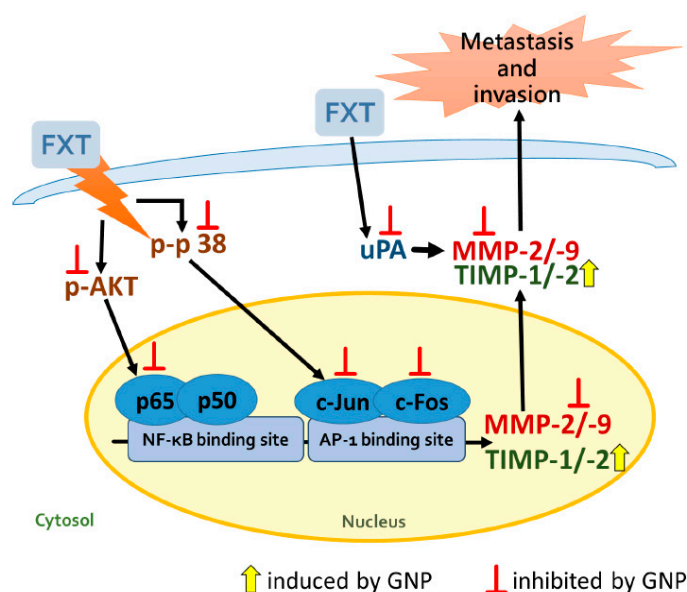 Metastasis
and
invasion
FXT
FXT
p-p 38
uPA
MMP-2/-9
TIMP-1/-2
p-AKT
p65
p50
c-Jun
c-Fos
NF-κB binding site
AP-1 binding site
MMP-2/-9
TIMP-1/-2
Cytosol
Nucleus
induced by GNP
inhibited by GNP